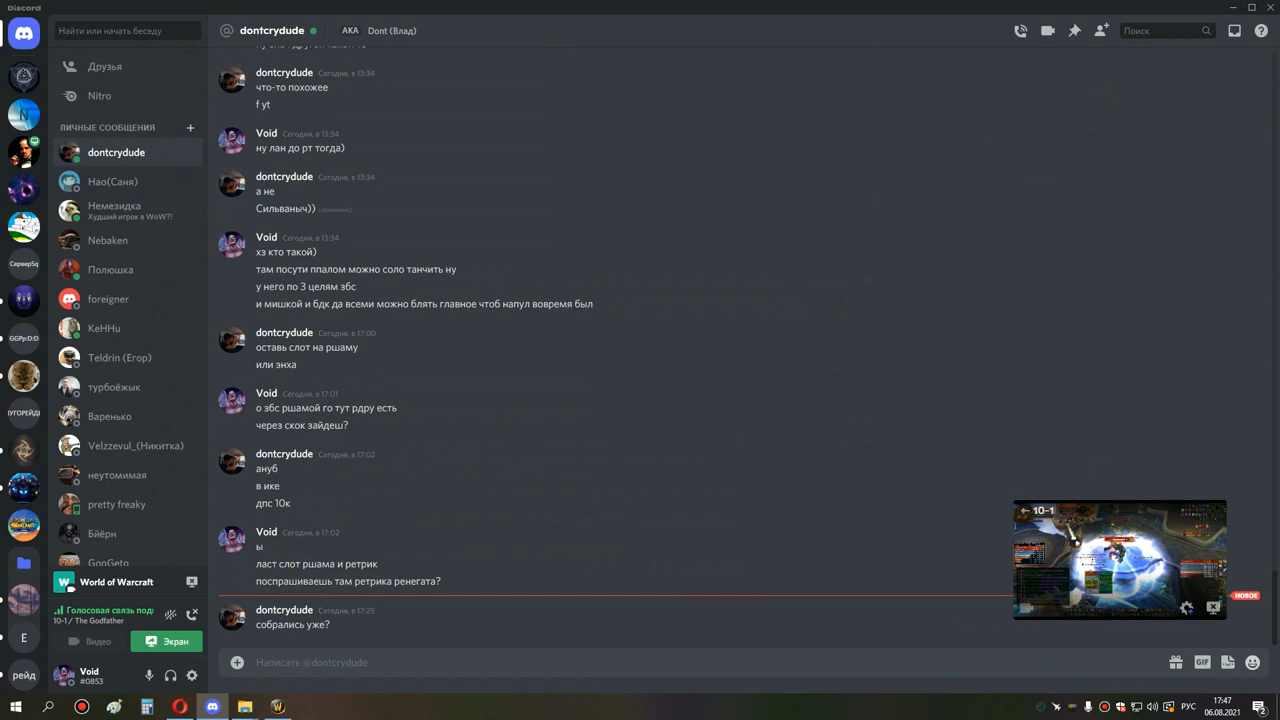 Discord
Найти или начать беседу
Друзья
Nitro
ЛИЧНЫЕ СООБЩЕНИЯ
dontcrydude
Нао(Саня)
Немезидка
Худший игрок в WoW?!
Nebaken
Полюшка
foreigner
КеННu
Teldrin (Егор)
турбоёжык
Варенько
Velzzevul_(Никитка)
неутомимая
pretty freaky
Бйёрн
GonGeto
СерверSq
GGPp:D:D
ЛУГОРЕЙД
E
рейд
World of Warcraft
Голосовая связь под
10-1 / The Godfather
Видео
Экран
Void
#0853
dontcrydude
AKA
Dont (Влад)
Поиск
dontcrydude Сегодня, в 13:34
что-то похожее
f yt
Void Сегодня, в 13:34
ну лан до рт тогда)
dontcrydude Сегодня, в 13:34
а не
Сильваныч)) (изменено)
Void Сегодня, в 13:34
хз кто такой)
там посути ппалом можно соло танчить ну
у него по 3 целям збс
и мишкой и бдк да всеми можно блять главное чтоб напул вовремя был
dontcrydude Сегодня, в 17:00
оставь слот на ршаму
или энха
Void Сегодня, в 17:01
о збс ршамой го тут рдру есть
через скок зайдеш?
dontcrydude Сегодня, в 17:02
ануб
в ике
дпс 10к
Void Сегодня, в 17:02
ы
ласт слот ршама и ретрик
поспрашиваешь там ретрика ренегата?
НОВОЕ
dontcrydude Сегодня, в 17:25
собрались уже?
10-1
Написать @dontcrydude
GIF
РУС
17:47
06.08.2021